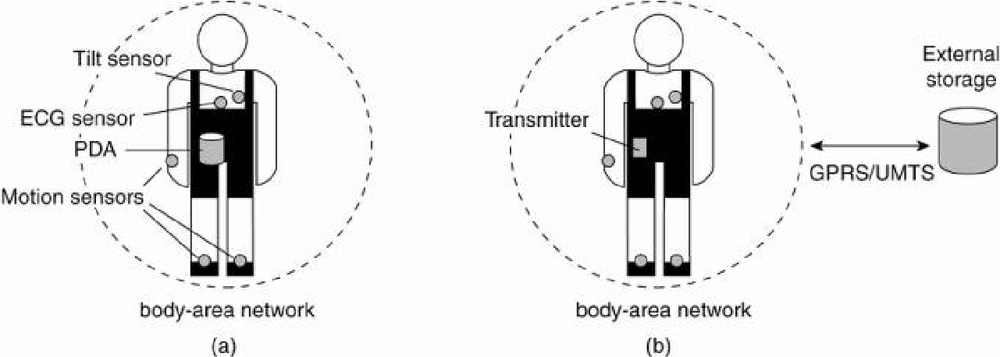 Tilt sensor
ECG sensor
PDA
Motion sensors
body-area network
(a)
Transmitter
External
storage
GPRS/UMTS
body-area network
(b)